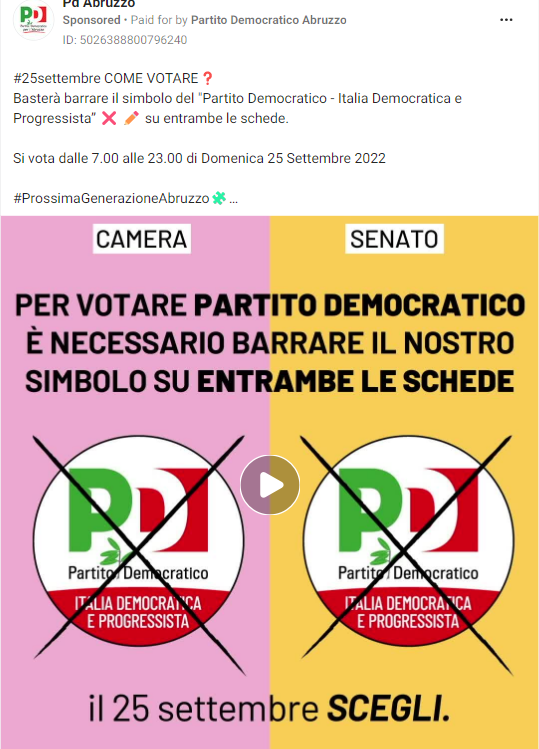 Pd Abruzzo
Sponsored • Paid for by Partito Democratico Abruzzo
ID: 5026388800796240
#25settembre COME VOTARE❓
Basterà barrare il simbolo del "Partito Democratico - Italia Democratica e
Progressista" ❌ ✏️ su entrambe le schede.
Si vota dalle 7.00 alle 23.00 di Domenica 25 Settembre 2022
#ProssimaGenerazioneAbruzzo🧩 ...
CAMERA SENATO
PER VOTARE PARTITO DEMOCRATICO
È NECESSARIO BARRARE IL NOSTRO
SIMBOLO SU ENTRAMBE LE SCHEDE
PD
Partito Democratico
ITALIA DEMOCRATICA
E PROGRESSISTA
PD
Partito Democratico
ITALIA DEMOCRATICA
E PROGRESSISTA
il 25 settembre SCEGLI.